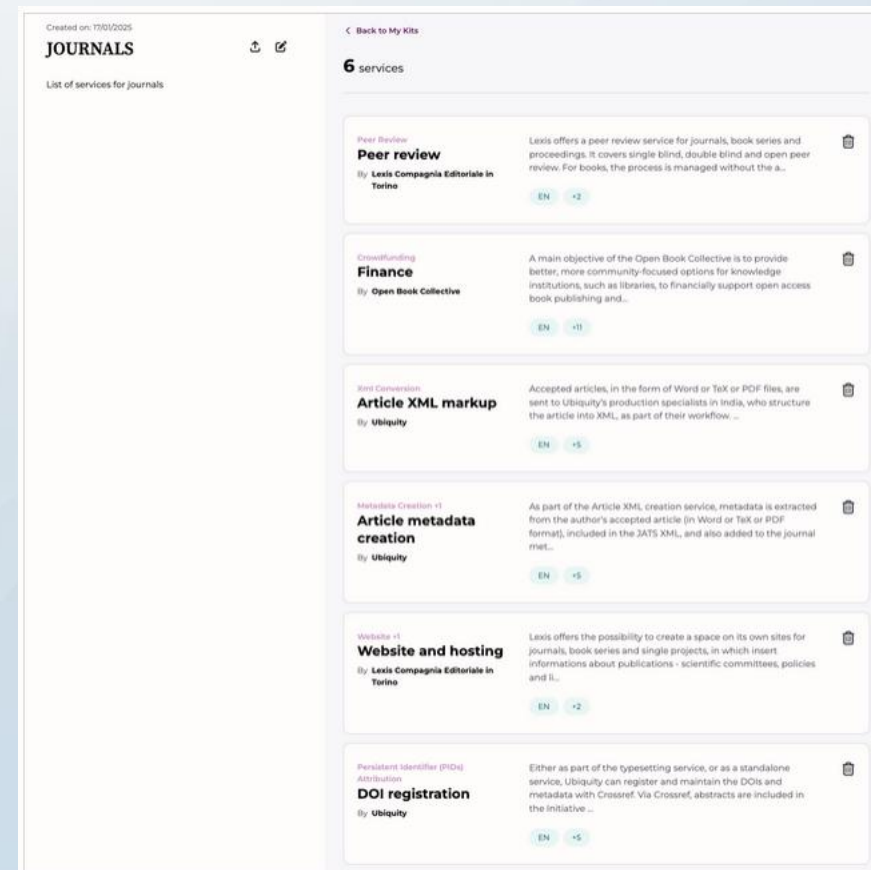 Created on: 17/01/2025
JOURNALS
List of services for journals
Back to My Kits
6 services
Peer Review
Peer review
By Lexis Compagnia Editoriale in
Torino
Lexis offers a peer review service for journals, book series and
proceedings. It covers single blind, double blind and open peer
review. For books, the process is managed without the a...
EN +2
Crowdfunding
Finance
By Open Book Collective
A main objective of the Open Book Collective is to provide
better, more community-focused options for knowledge
institutions, such as libraries, to financially support open access
book publishing and...
EN +11
Xml Conversion
Article XML markup
By Ubiquity
Accepted articles, in the form of Word or TeX or PDF files, are
sent to Ubiquity's production specialists in India, who structure
the article into XML, as part of their workflow. ...
EN +5
Metadata Creation +1
Article metadata
creation
By Ubiquity
As part of the Article XML creation service, metadata is extracted
from the author's accepted article (in Word or TeX or PDF
format), included in the JATS XML, and also added to the journal
met...
EN +5
Website +1
Website and hosting
By Lexis Compagnia Editoriale in
Torino
Lexis offers the possibility to create a space on its own sites for
journals, book series and single projects, in which insert
informations about publications - scientific committees, policies
and li...
EN +2
Persistent Identifier (PIDs)
Attribution
DOI registration
By Ubiquity
Either as part of the typesetting service, or as a standalone
service, Ubiquity can register and maintain the DOIs and
metadata with Crossref. Via Crossref, abstracts are included in
the Initiative ...
EN +5